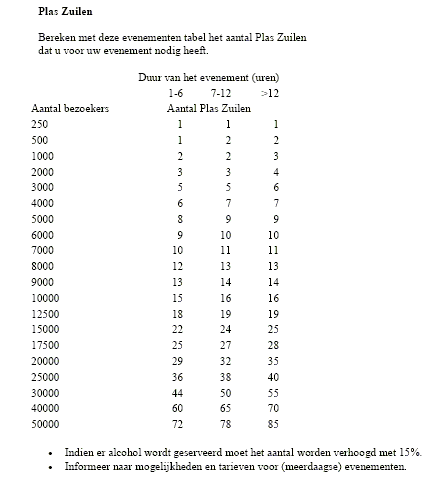 Plas Zuilen
Bereken met deze evenementen tabel het aantal Plas Zuilen
dat u voor uw evenement nodig heeft.
Duur van het evenement (uren)
1-6 7-12 >12
Aantal bezoekers Aantal Plas Zuilen
250 1 1 1
500 1 2 2
1000 2 2 3
2000 3 3 4
3000 5 5 6
4000 6 7 7
5000 8 9 9
6000 9 10 10
7000 10 11 11
8000 12 13 13
9000 13 14 14
10000 15 16 16
12500 18 19 19
15000 22 24 25
17500 25 27 28
20000 29 32 35
25000 36 38 40
30000 44 50 55
40000 60 65 70
50000 72 78 85
• Indien er alcohol wordt geserveerd moet het aantal worden verhoogd met 15%.
• Informeer naar mogelijkheden en tarieven voor (meerdaagse) evenementen.